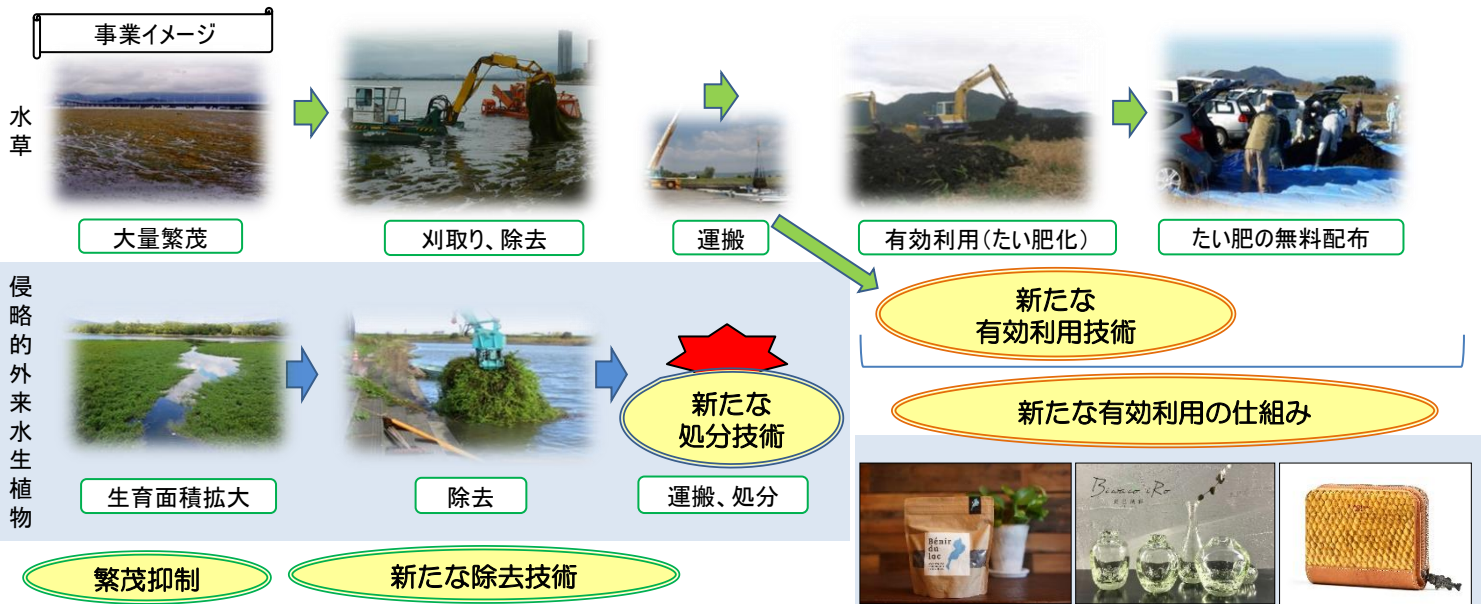 事業イメージ
水草
大量繁茂
刈取り、除去
運搬
有効利用(たい肥化)
たい肥の無料配布
侵略的外来水生植物
生育面積拡大
除去
運搬、処分
新たな
処分技術
新たな
有効利用技術
新たな有効利用の仕組み
繁茂抑制
新たな除去技術
Bénir
du
lac
Biwaco iRo